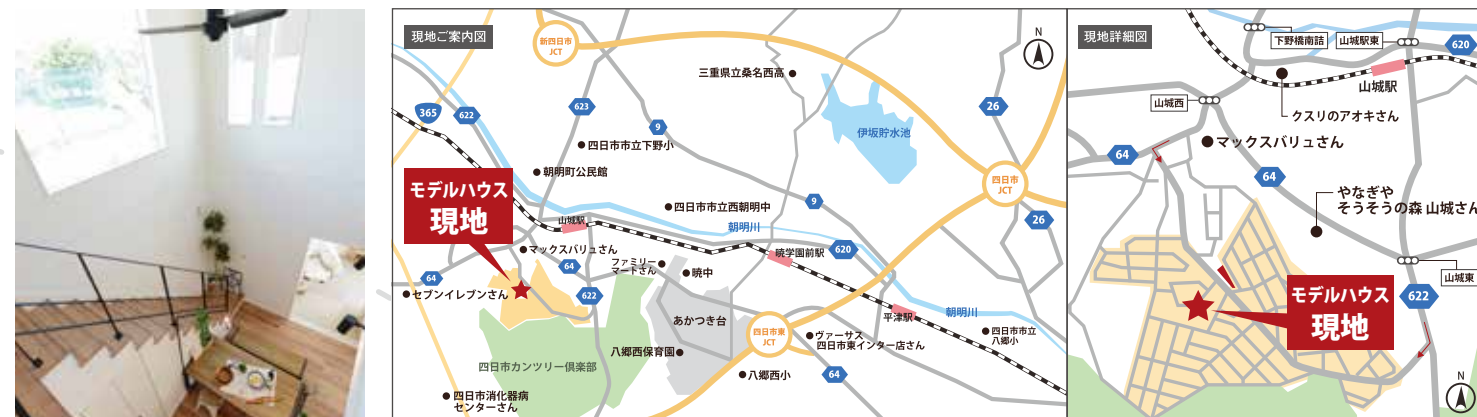 現地ご案内図
新四日市
JCT
N
三重県立桑名西高
365
622
623
9
26
伊坂貯水池
四日市市立下野小
朝明町公民館
モデルハウス
現地
四日市
JCT
四日市市立西朝明中
9
26
山城駅
朝明川
620
マックスバリュさん
暁学園前駅
ファミリー
マートさん
暁中
64
64
セブンイレブンさん
622
あかつき台
平津駅
朝明川
四日市東
JCT
ヴァーサス
四日市東インター店さん
四日市市立
八郷小
八郷西保育園
四日市カンツリー倶楽部
八郷西小
64
四日市消化器病
センターさん
現地詳細図
下野橋南詰
山城駅東
620
山城駅
山城西
クスリのアオキさん
マックスバリュさん
64
64
やなぎや
そうそうの森 山城さん
山城東
622
モデルハウス
現地
N